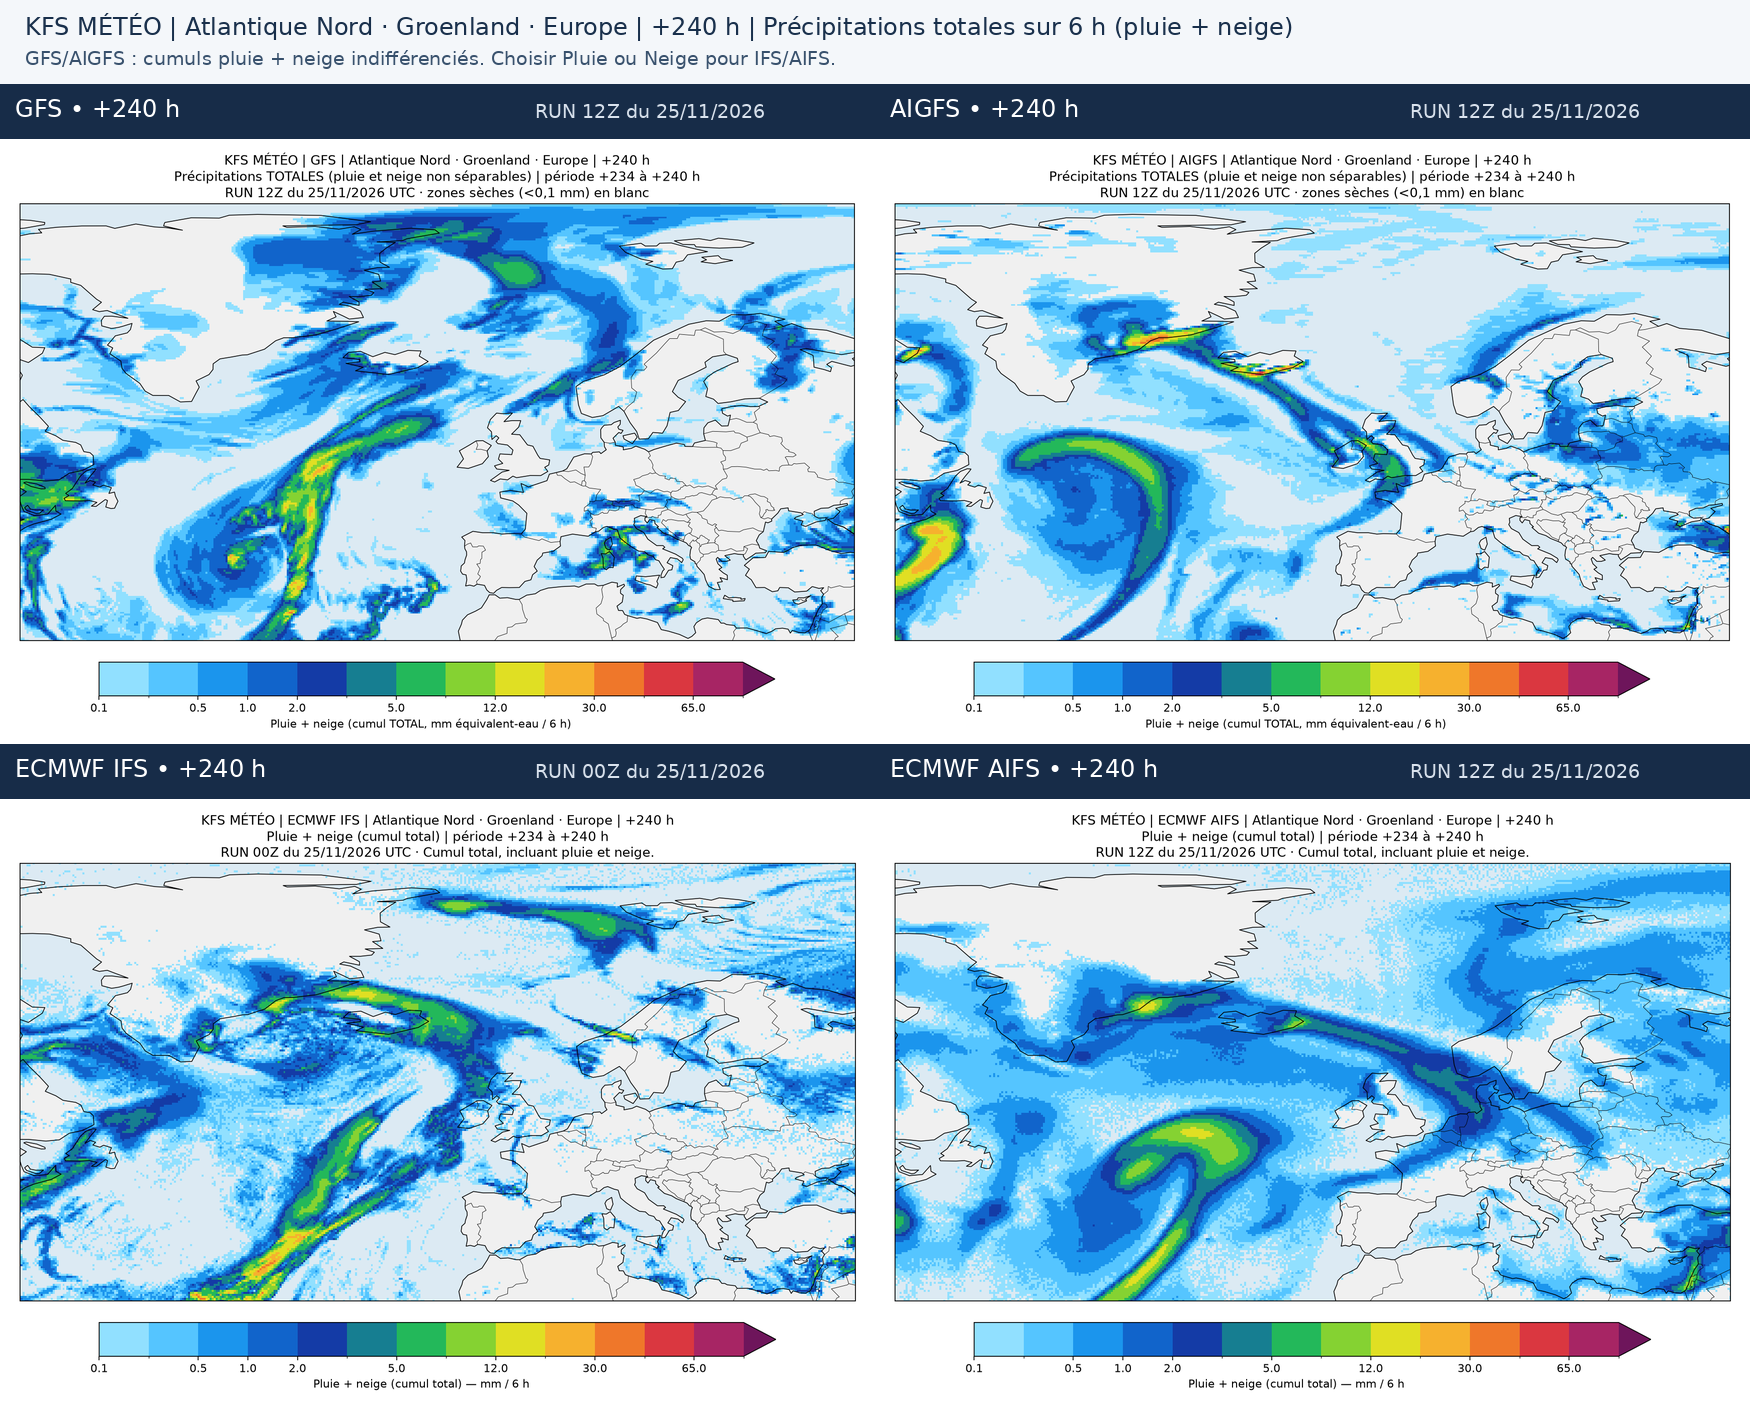 KFS MÉTÉO | Atlantique Nord · Groenland · Europe | +240 h | Précipitations totales sur 6 h (pluie + neige)
GFS/AIGFS : cumuls pluie + neige indifférenciés. Choisir Pluie ou Neige pour IFS/AIFS.
GFS • +240 h
RUN 12Z du 25/11/2026
KFS MÉTÉO | GFS | Atlantique Nord · Groenland · Europe | +240 h
Précipitations TOTALES (pluie et neige non séparables) | période +234 à +240 h
RUN 12Z du 25/11/2026 UTC · zones sèches (<0,1 mm) en blanc
0.1 0.5 1.0 2.0 5.0 12.0 30.0 65.0
Pluie + neige (cumul TOTAL, mm équivalent-eau / 6 h)
AIGFS • +240 h
RUN 12Z du 25/11/2026
KFS MÉTÉO | AIGFS | Atlantique Nord · Groenland · Europe | +240 h
Précipitations TOTALES (pluie et neige non séparables) | période +234 à +240 h
RUN 12Z du 25/11/2026 UTC · zones sèches (<0,1 mm) en blanc
0.1 0.5 1.0 2.0 5.0 12.0 30.0 65.0
Pluie + neige (cumul TOTAL, mm équivalent-eau / 6 h)
ECMWF IFS • +240 h
RUN 00Z du 25/11/2026
KFS MÉTÉO | ECMWF IFS | Atlantique Nord · Groenland · Europe | +240 h
Pluie + neige (cumul total) | période +234 à +240 h
RUN 00Z du 25/11/2026 UTC · Cumul total, incluant pluie et neige.
0.1 0.5 1.0 2.0 5.0 12.0 30.0 65.0
Pluie + neige (cumul total) — mm / 6 h
ECMWF AIFS • +240 h
RUN 12Z du 25/11/2026
KFS MÉTÉO | ECMWF AIFS | Atlantique Nord · Groenland · Europe | +240 h
Pluie + neige (cumul total) | période +234 à +240 h
RUN 12Z du 25/11/2026 UTC · Cumul total, incluant pluie et neige.
0.1 0.5 1.0 2.0 5.0 12.0 30.0 65.0
Pluie + neige (cumul total) — mm / 6 h